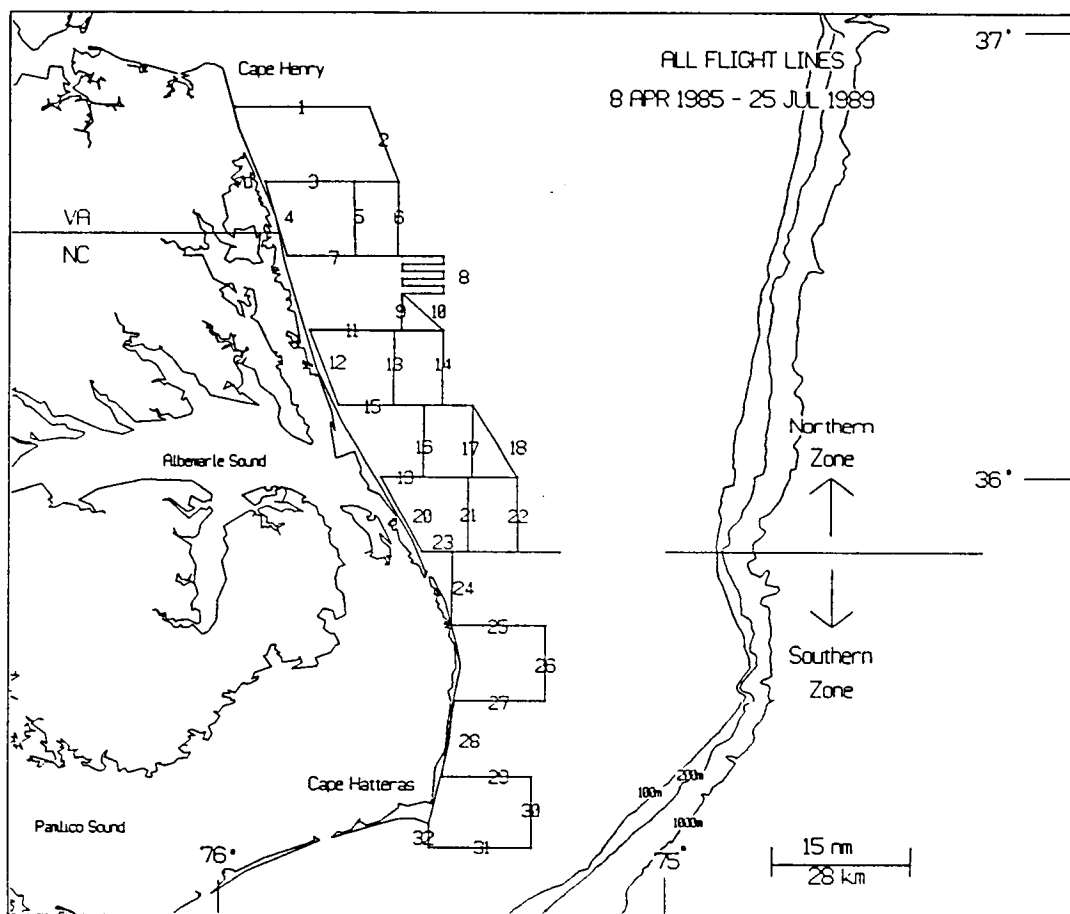 37°
ALL FLIGHT LINES
8 APR 1985 - 25 JUL 1989
Cape Henry
1
2
3
4
5
6
VA
NC
7
8
9
10
11
12
13
14
15
16
17
18
Northern
Zone
Albemarle Sound
19
36°
20
21
22
23
24
25
26
Southern
Zone
27
28
Cape Hatteras
29
30
200m
100m
1000m
Pamlico Sound
32
31
76°
75°
15 nm
28 km